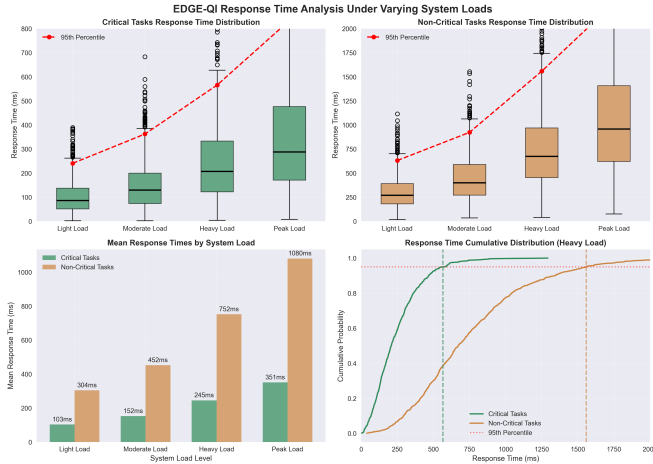 EDGE-QI Response Time Analysis Under Varying System Loads
Critical Tasks Response Time Distribution
800
700
600
500
400
300
200
100
0
Response Time (ms)
95th Percentile
Light Load
Moderate Load
Heavy Load
Peak Load
Non-Critical Tasks Response Time Distribution
2000
1750
1500
1250
1000
750
500
250
0
Response Time (ms)
95th Percentile
Light Load
Moderate Load
Heavy Load
Peak Load
Mean Response Times by System Load
1000
800
600
400
200
0
Mean Response Time (ms)
Critical Tasks
Non-Critical Tasks
103ms
304ms
152ms
452ms
245ms
752ms
351ms
1080ms
Light Load
Moderate Load
Heavy Load
Peak Load
System Load Level
Response Time Cumulative Distribution (Heavy Load)
1.0
0.8
0.6
0.4
0.2
0.0
Cumulative Probability
Critical Tasks
Non-Critical Tasks
95th Percentile
0
250
500
750
1000
1250
1500
1750
2000
Response Time (ms)